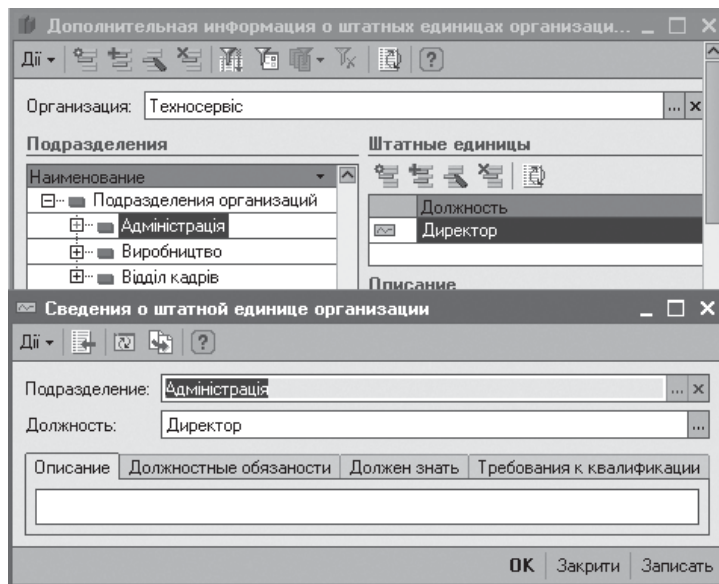 Дополнительная информация о штатных единицах организаци...
Дії
Организация: Техносервіс
Подразделения
Штатные единицы
Наименование
Должность
Подразделения организаций
Директор
Адміністрація
Виробництво
Відділ кадрів
Описание
Сведения о штатной единице организации
Дії
Подразделение: Адміністрація
Должность: Директор
Описание Должностные обязаности Должен знать Требования к квалификации
OK Закрити Записать